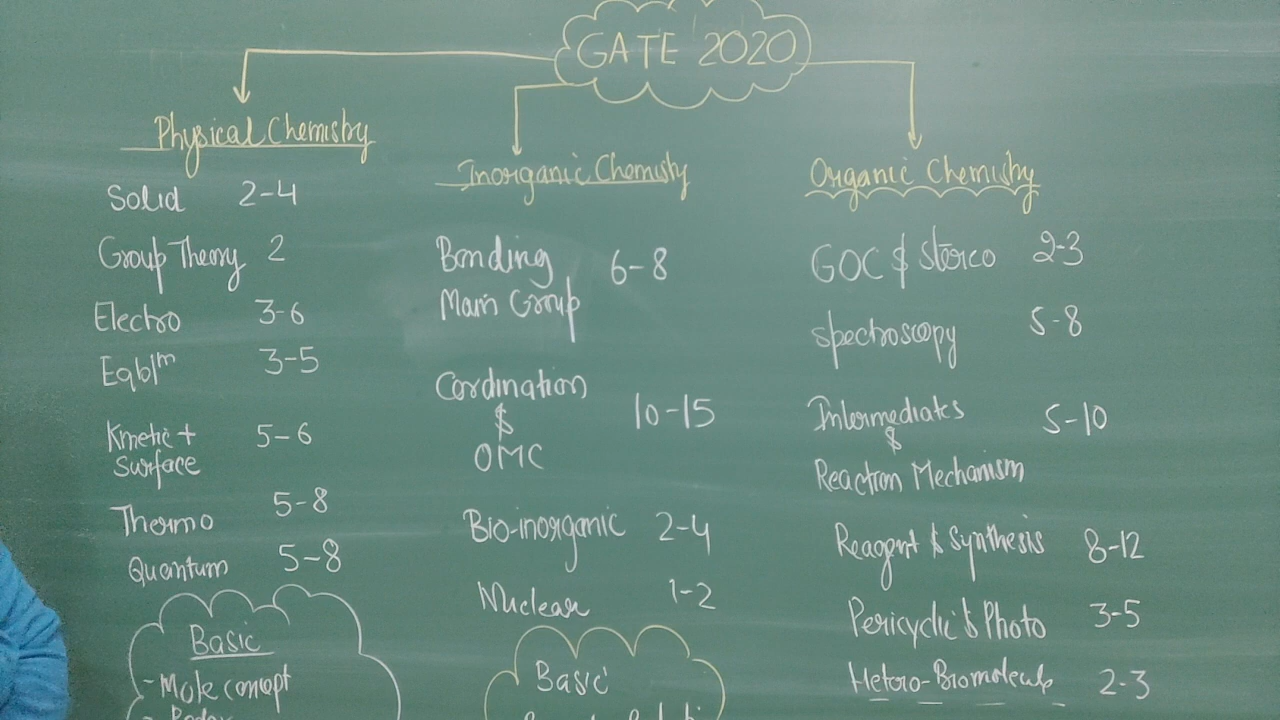 GATE 2020
Physical Chemistry
Solid 2-4
Group Theory 2
Electro 3-6
Eqblm 3-5
Kinetic + 5-6
Surface
Thermo 5-8
Quantum 5-8
Basic
- Mole concept
- Redox
Inorganic Chemistry
Bonding 6-8
Main Group
Cordination
& 10-15
OMC
Bio-inorganic 2-4
Nuclear 1-2
Basic
Organic Chemistry
GOC & Stereo 2-3
Spectroscopy 5-8
Intermediates 5-10
&
Reaction Mechanism
Reagent & Synthesis 8-12
Pericyclic & Photo 3-5
Hetero-Biomolecule 2-3